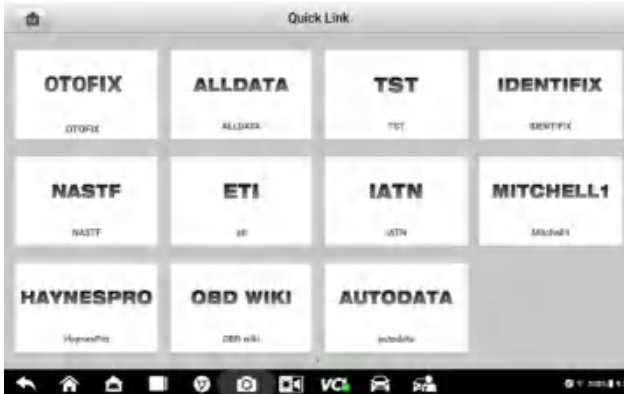 Quick Link
OTOFIX
ALLDATA
TST
IDENTIFIX
OTOFIX
ALLDATA
TST
IDENTIFIX
NASTF
ETI
IATN
MITCHELL1
NASTF
eti
IATN
Mitchell1
HAYNESPRO
OBD WIKI
AUTODATA
HaynesPro
OBD wiki
autodata
VCI